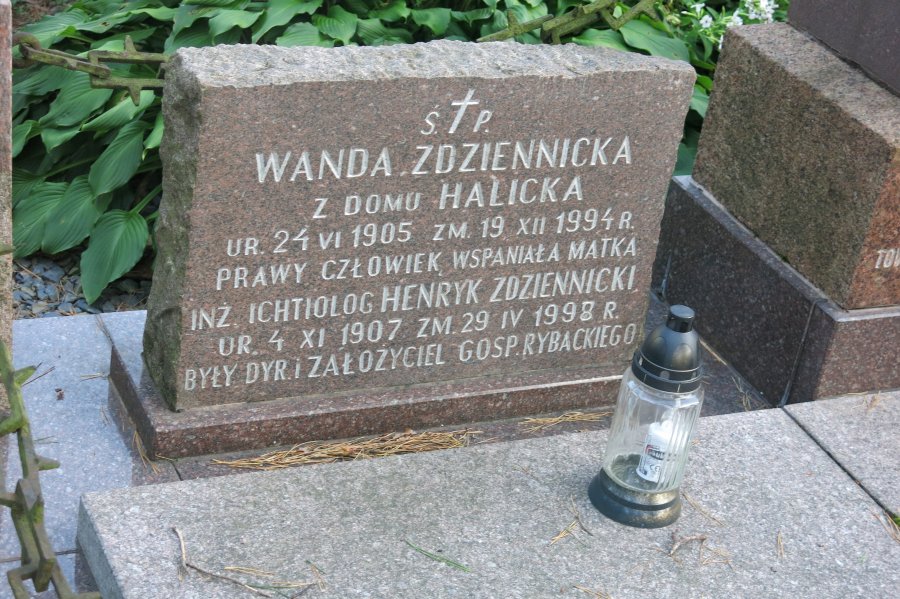 Ś. P.
WANDA ZDZIENNICKA
Z DOMU HALICKA
UR. 24 VI 1905 ZM. 19 XII 1994 R.
PRAWY CZŁOWIEK, WSPANIAŁA MATKA
INŻ ICHTIOLOG HENRYK ZDZIENNICKI
UR. 4 XI 1907 ZM. 29 IV 1998 R.
BYŁY DYR. I ZAŁOŻYCIEL GOSP. RYBACKIEGO
TO